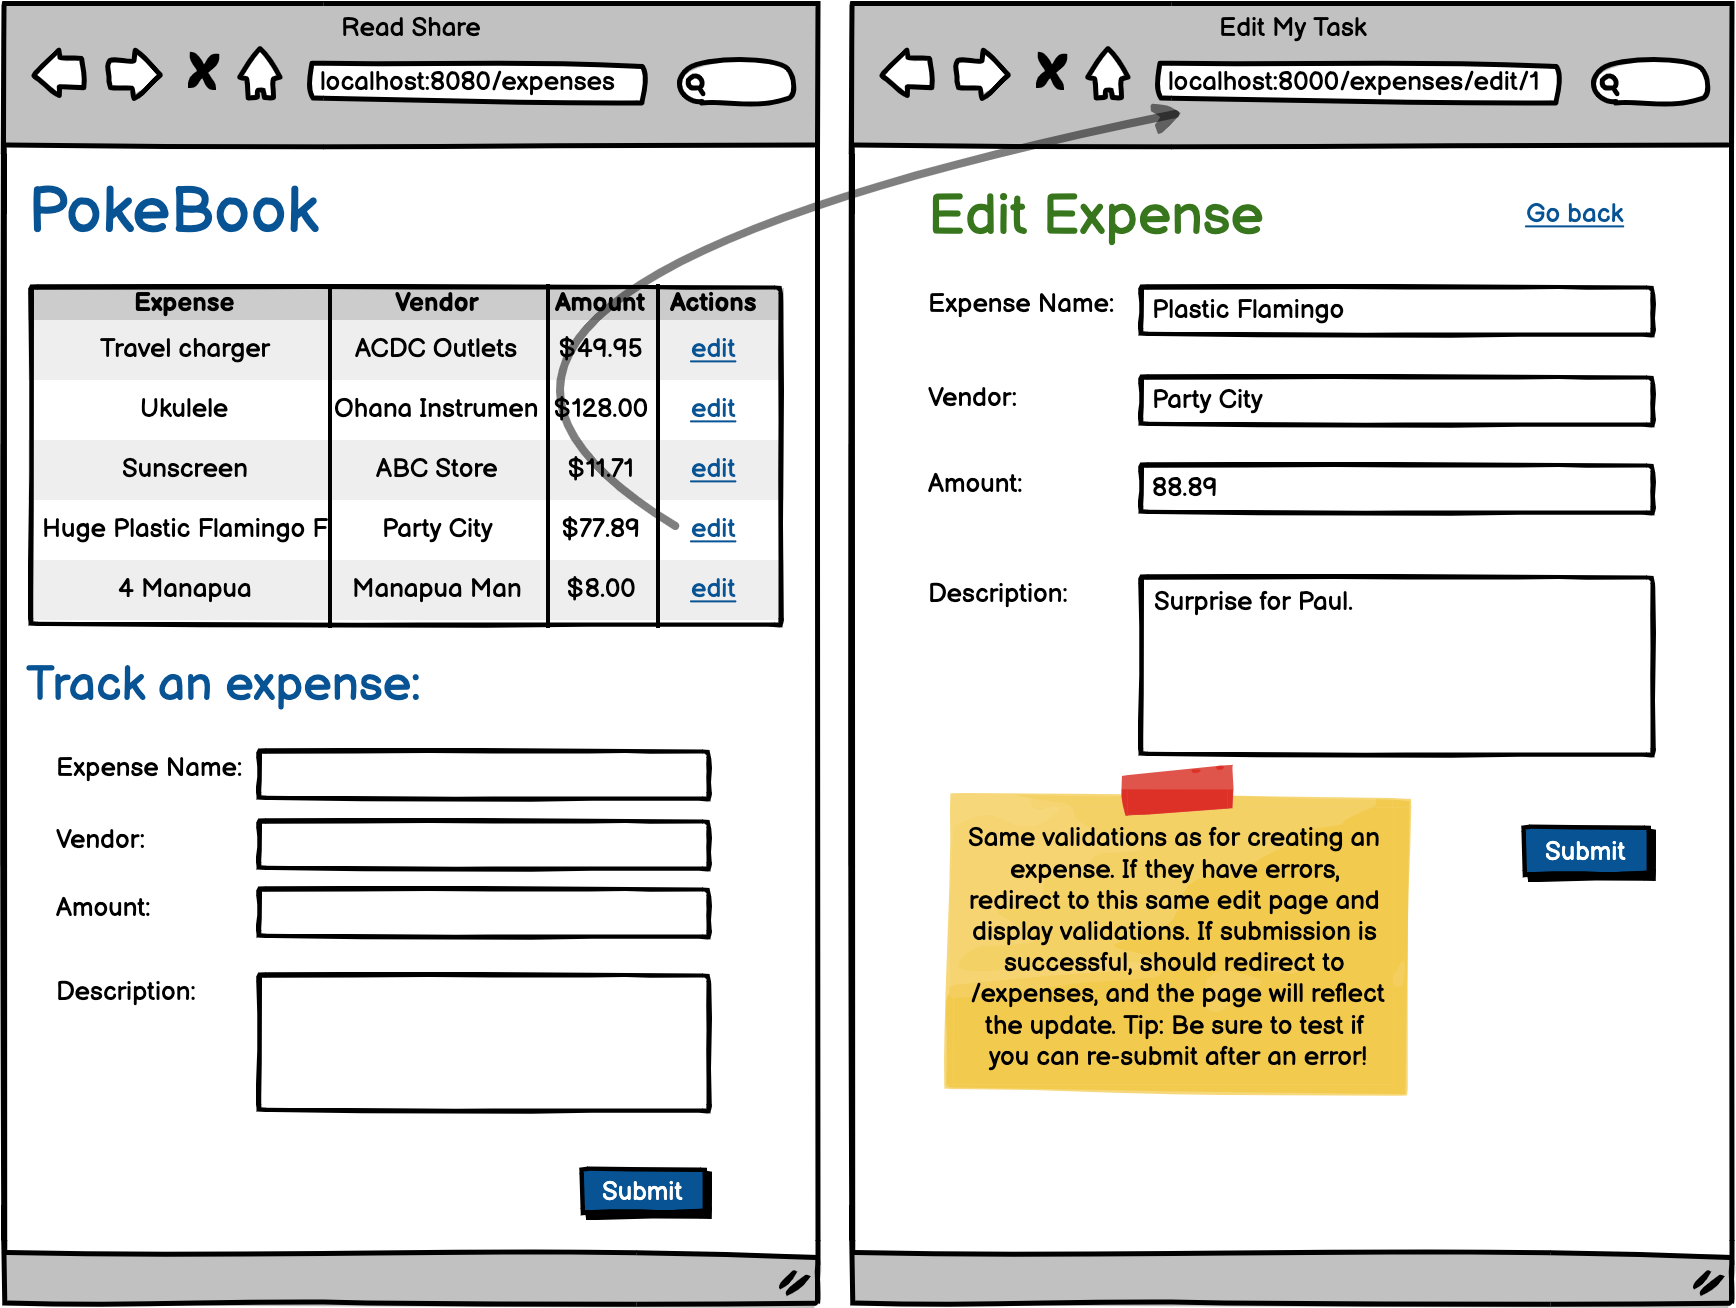 Read Share
localhost:8080/expenses
PokeBook
Expense Vendor Amount Actions
Travel charger ACDC Outlets $49.95 edit
Ukulele Ohana Instrumen $128.00 edit
Sunscreen ABC Store $11.71 edit
Huge Plastic Flamingo F Party City $77.89 edit
4 Manapua Manapua Man $8.00 edit
Track an expense:
Expense Name:
Vendor:
Amount:
Description:
Submit
Edit My Task
localhost:8000/expenses/edit/1
Edit Expense Go back
Expense Name: Plastic Flamingo
Vendor: Party City
Amount: 88.89
Description: Surprise for Paul.
Same validations as for creating an
expense. If they have errors,
redirect to this same edit page and
display validations. If submission is
successful, should redirect to
/expenses, and the page will reflect
the update. Tip: Be sure to test if
you can re-submit after an error!
Submit